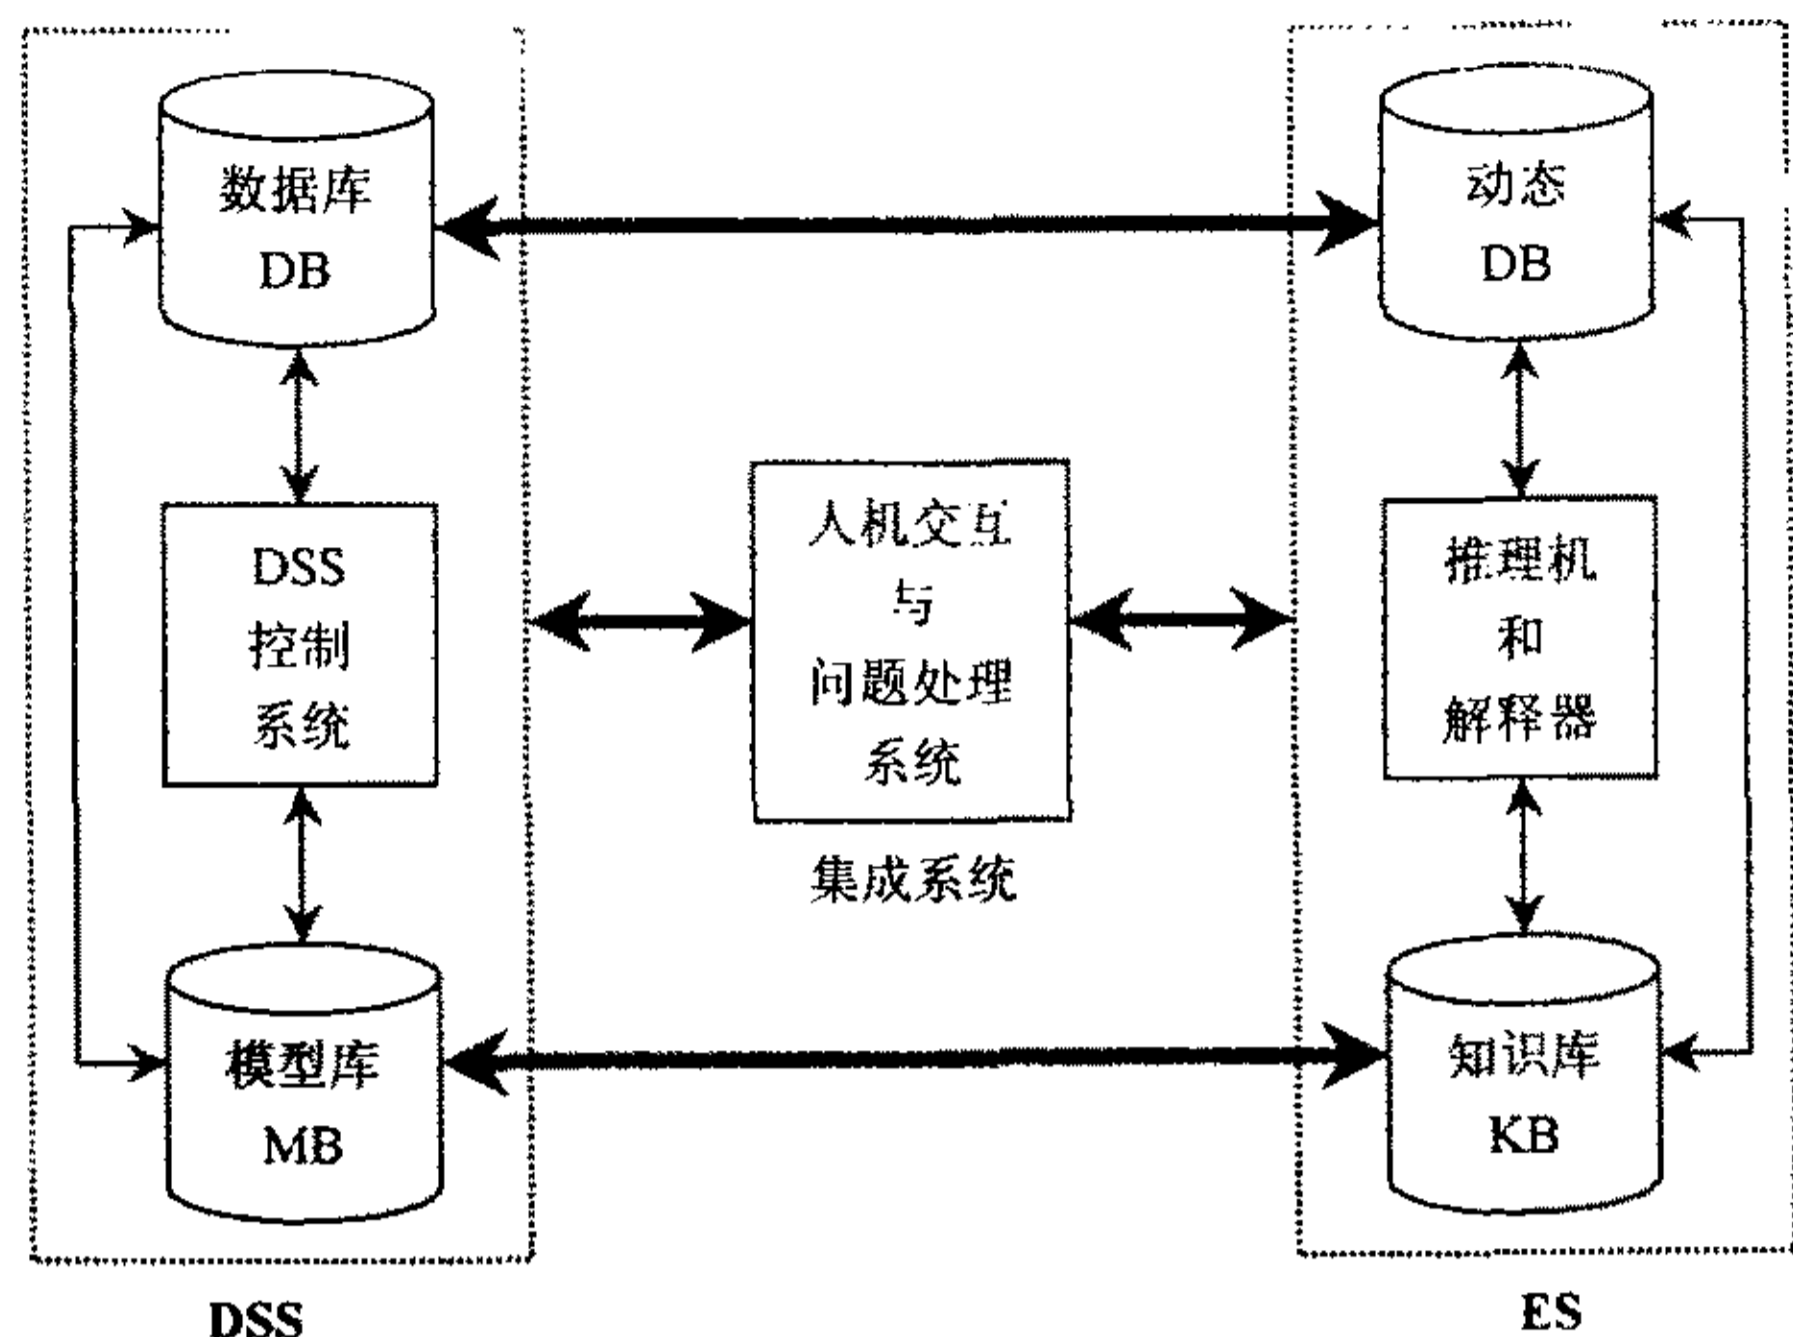 数据库
DB
动态
DB
DSS
控制
系统
人机交互
与
问题处理
系统
推理机
和
解释器
集成系统
模型库
MB
知识库
KB
DSS
ES